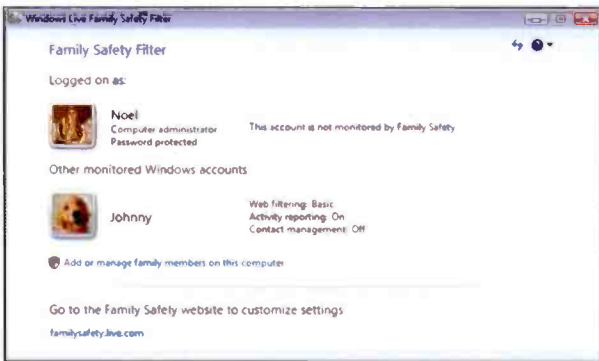 Windows Live Family Safety Filter
Family Safety Filter
Logged on as:
Noel
Computer administrator
Password protected
This account is not monitored by Family Safety
Other monitored Windows accounts
Johnny
Web filtering: Basic
Activity reporting: On
Contact management: Off
Add or manage family members on this computer
Go to the Family Safety website to customize settings
familysafety.live.com